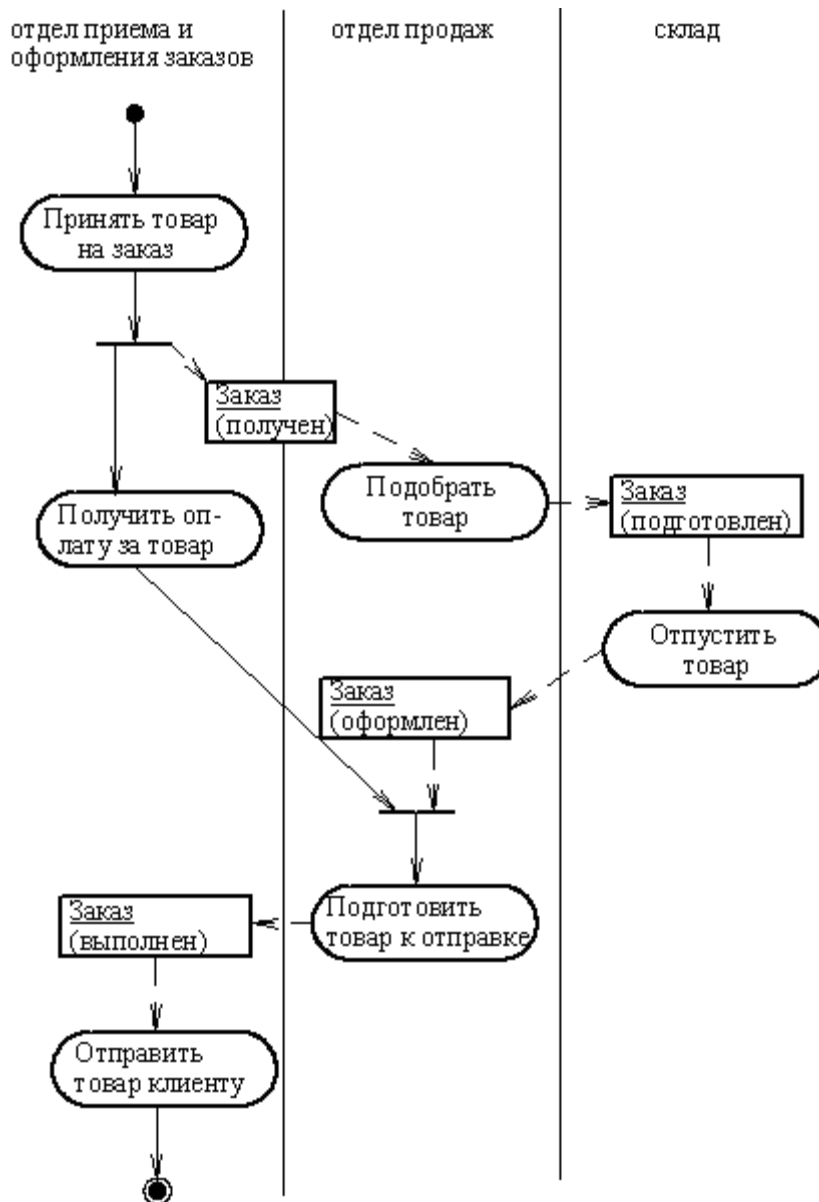 отдел приема и
оформления заказов
отдел продаж
склад
Принять товар
на заказ
Заказ
(получен)
Подобрать
товар
Заказ
(подготовлен)
Получить оп-
лату за товар
Отпустить
товар
Заказ
(оформлен)
Подготовить
товар к отправке
Заказ
(выполнен)
Отправить
товар клиенту